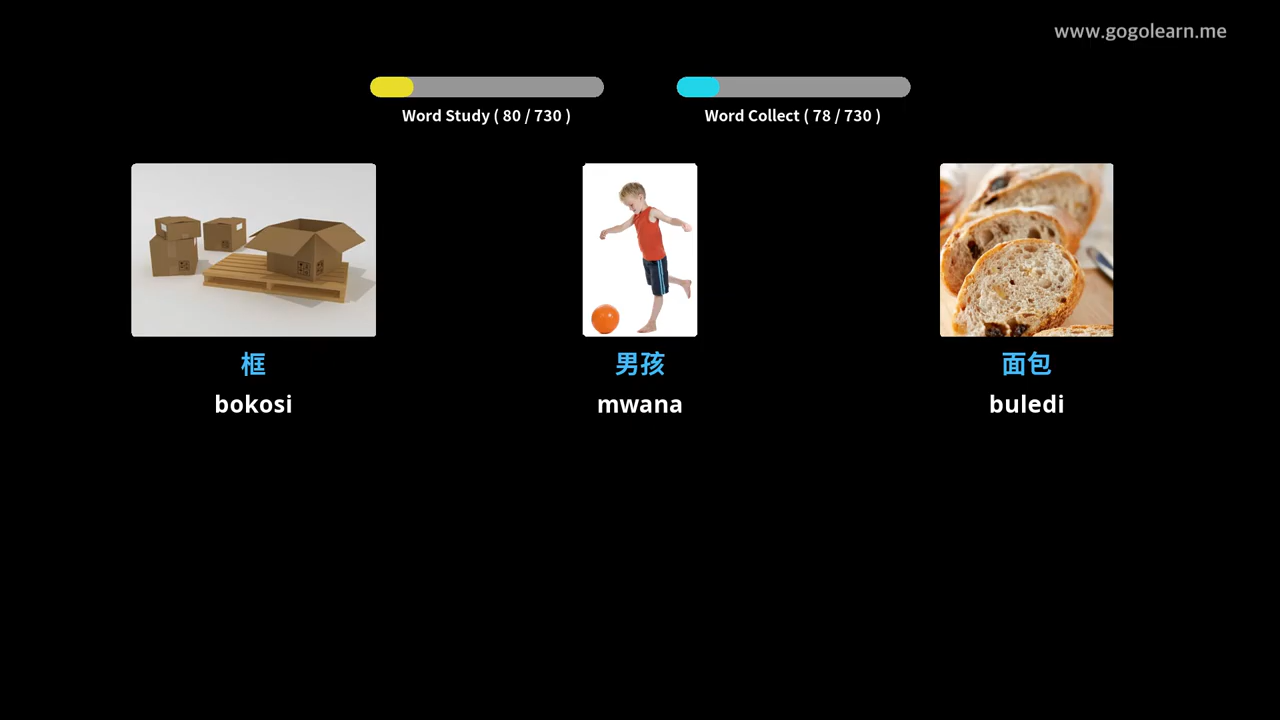 www.gogolearn.me
Word Study ( 80 / 730 )
Word Collect ( 78 / 730 )
框
男孩
面包
bokosi
mwana
buledi